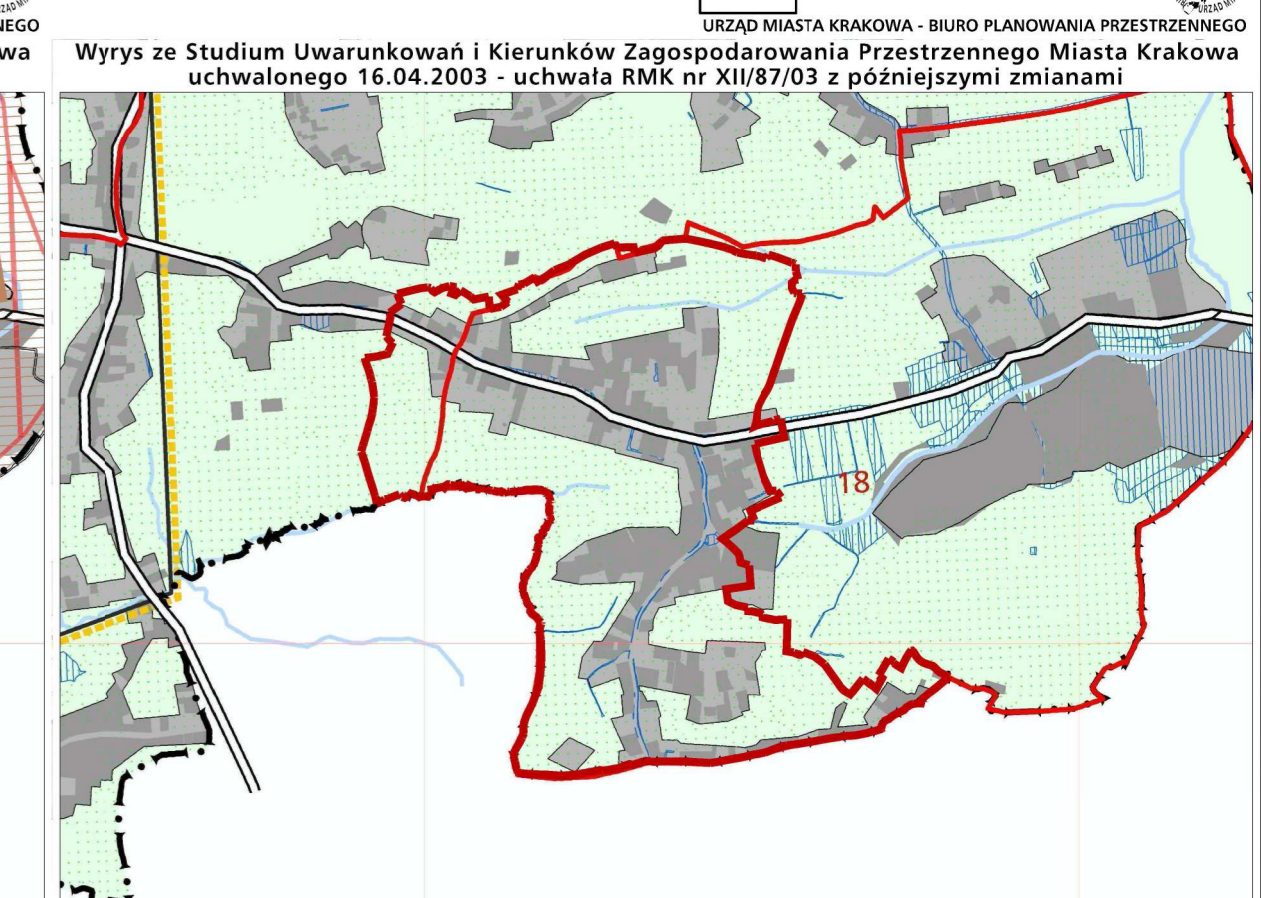 NEGO
URZĄD MIASTA KRAKOWA - BIURO PLANOWANIA PRZESTRZENNEGO
wa
Wyrys ze Studium Uwarunkowań i Kierunków Zagospodarowania Przestrzennego Miasta Krakowa
uchwalonego 16.04.2003 - uchwała RMK nr XII/87/03 z późniejszymi zmianami
18